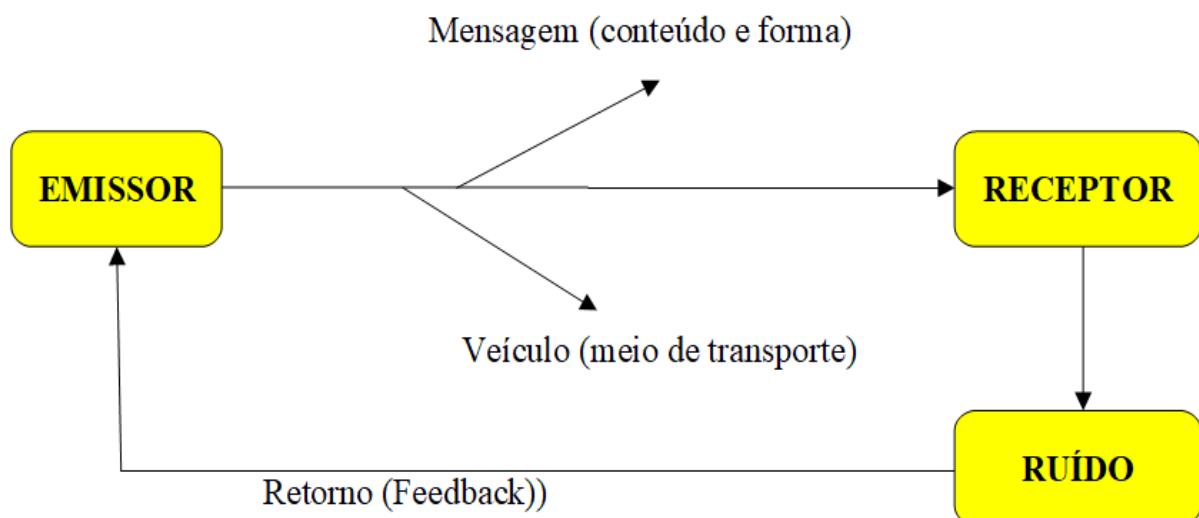 Mensagem (conteúdo e forma)
EMISSOR
RECEPTOR
Veículo (meio de transporte)
RUÍDO
Retorno (Feedback))